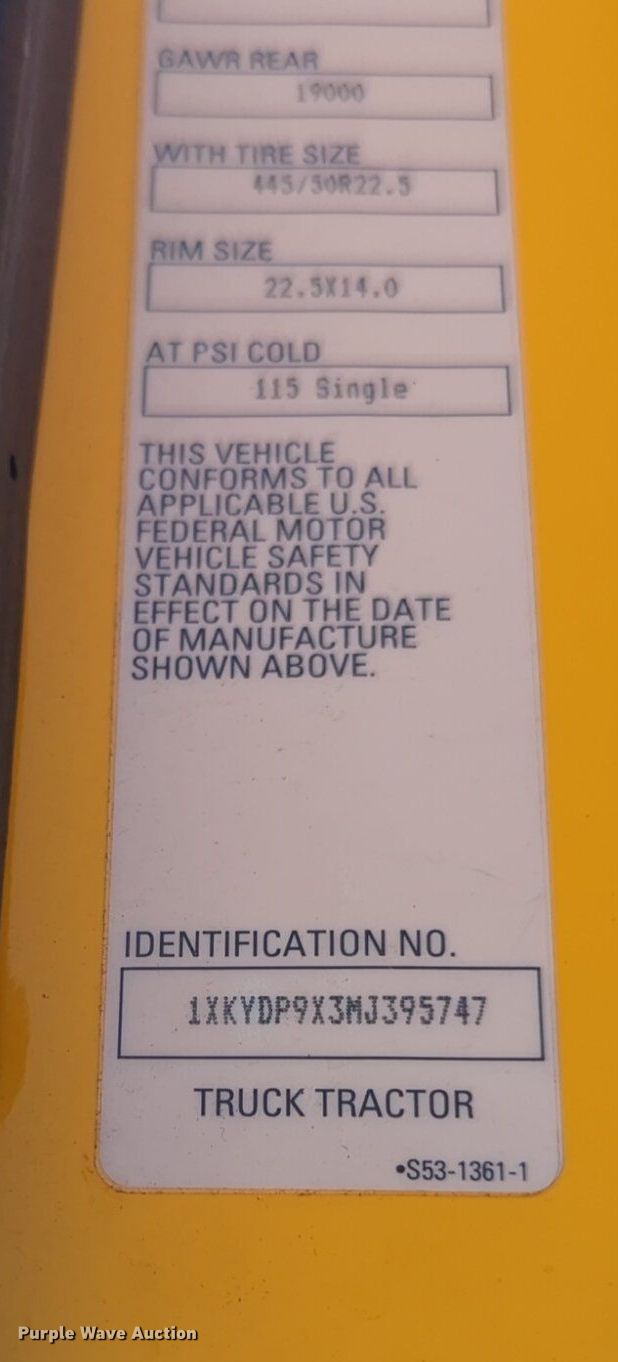 GAWR REAR
19000
WITH TIRE SIZE
445/50R22.5
RIM SIZE
22.5X14.0
AT PSI COLD
115 Single
THIS VEHICLE
CONFORMS TO ALL
APPLICABLE U.S.
FEDERAL MOTOR
VEHICLE SAFETY
STANDARDS IN
EFFECT ON THE DATE
OF MANUFACTURE
SHOWN ABOVE.
IDENTIFICATION NO.
1XKYDP9X3MJ395747
TRUCK TRACTOR
•S53-1361-1
Purple Wave Auction